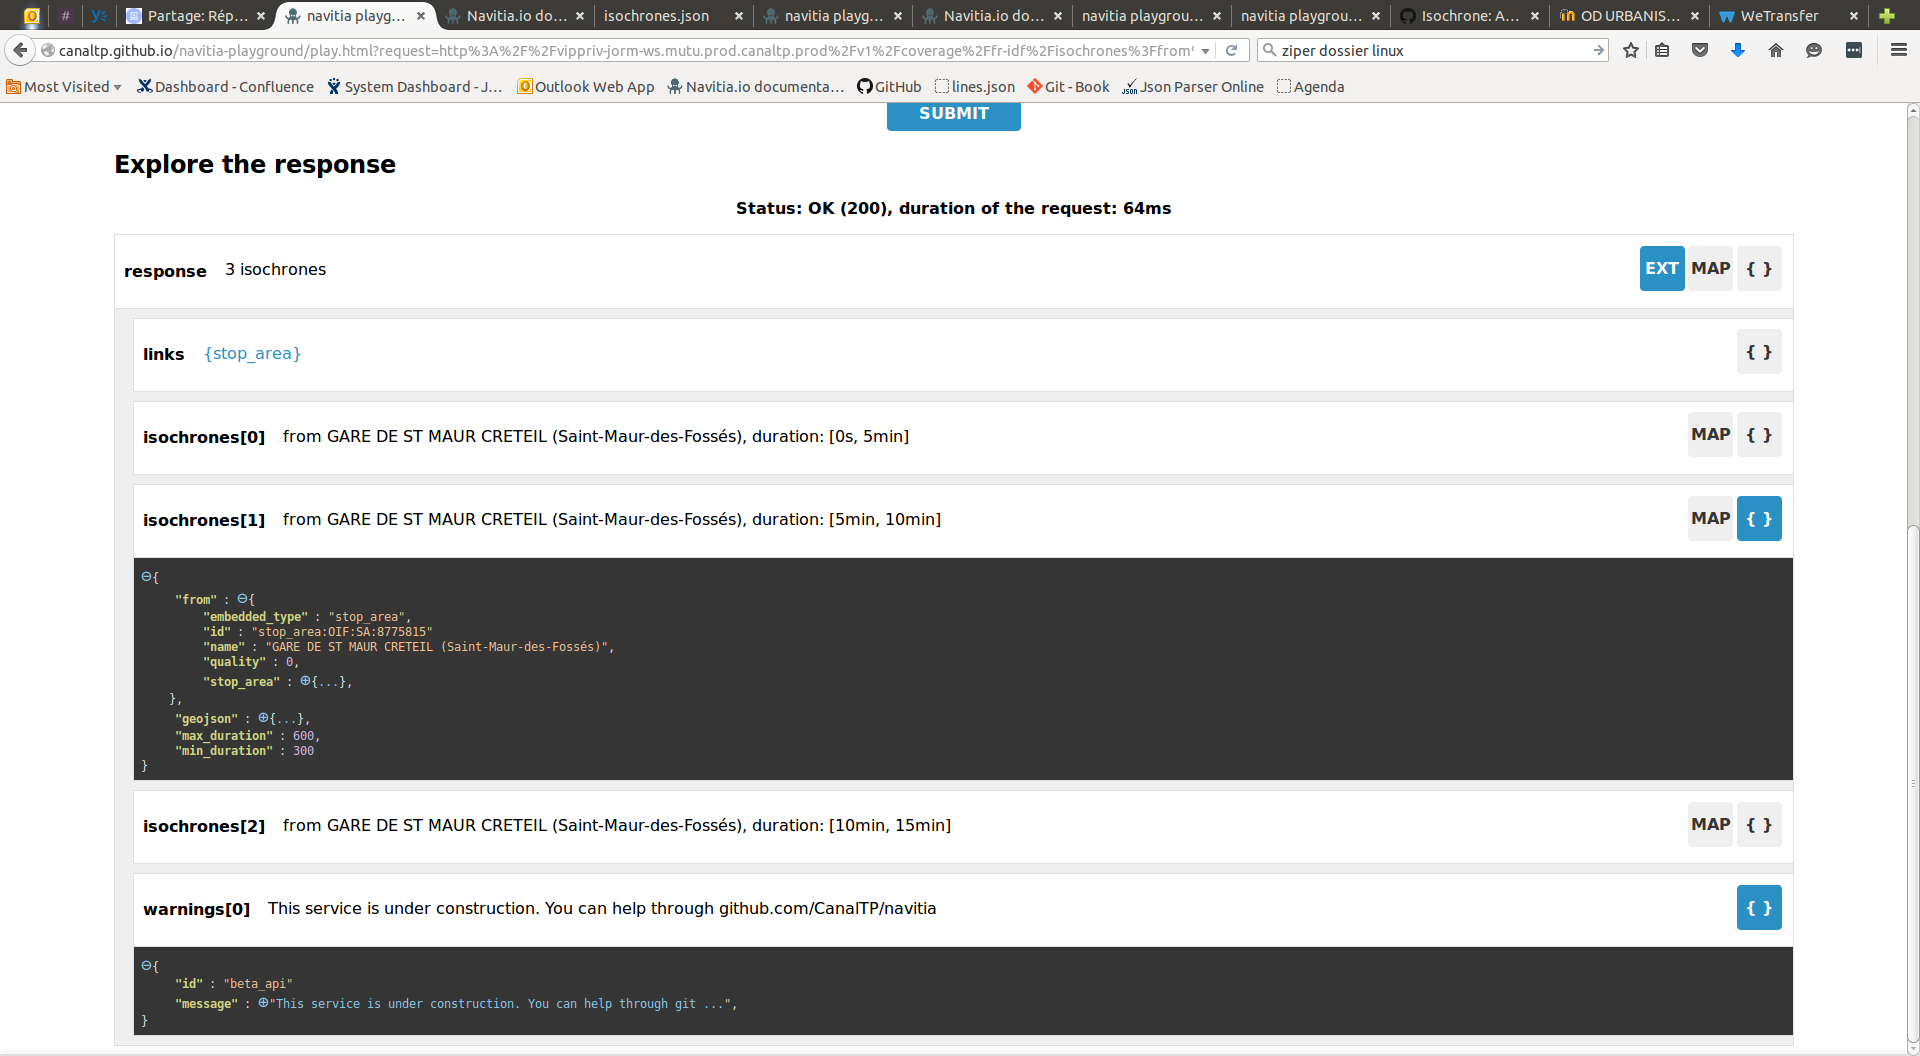 Partage: Rép...
navitia playg...
Navitia.io do...
isochrones.json
navitia playg...
Navitia.io do...
navitia playgrou...
navitia playgrou...
Isochrone: A...
OD URBANIS...
WeTransfer
canaltp.github.io/navitia-playground/play.html?request=http%3A%2F%2Fvippriv-jorm-ws.mutu.prod.canaltp.prod%2Fv1%2Fcoverage%2Ffr-idf%2Fisochrones%3Ffrom
ziper dossier linux
Most Visited
Dashboard - Confluence
System Dashboard - J...
Outlook Web App
Navitia.io documenta...
GitHub
lines.json
Git - Book
Json Parser Online
Agenda
SUBMIT
Explore the response
Status: OK (200), duration of the request: 64ms
response 3 isochrones EXT MAP { }
links {stop_area} { }
isochrones[0] from GARE DE ST MAUR CRETEIL (Saint-Maur-des-Fossés), duration: [0s, 5min] MAP { }
isochrones[1] from GARE DE ST MAUR CRETEIL (Saint-Maur-des-Fossés), duration: [5min, 10min] MAP { }
{
"from" : {
"embedded_type" : "stop_area",
"id" : "stop_area:OIF:SA:8775815"
"name" : "GARE DE ST MAUR CRETEIL (Saint-Maur-des-Fossés)",
"quality" : 0,
"stop_area" : {...},
},
"geojson" : {...},
"max_duration" : 600,
"min_duration" : 300
}
isochrones[2] from GARE DE ST MAUR CRETEIL (Saint-Maur-des-Fossés), duration: [10min, 15min] MAP { }
warnings[0] This service is under construction. You can help through github.com/CanalTP/navitia { }
{
"id" : "beta_api"
"message" : "This service is under construction. You can help through git ...",
}